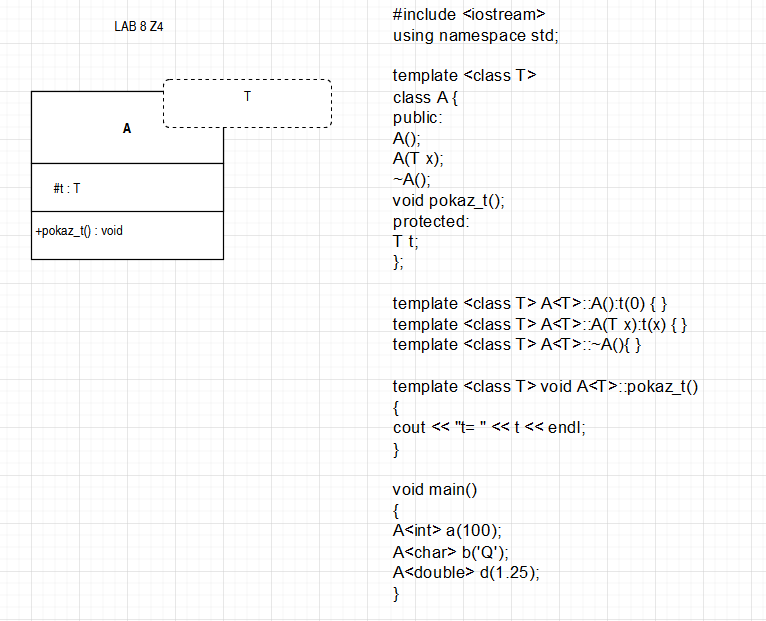 LAB 8 Z4
T
A
#t : T
+pokaz_t() : void
#include <iostream>
using namespace std;
template <class T>
class A {
public:
A();
A(T x);
~A();
void pokaz_t();
protected:
T t;
};
template <class T> A<T>::A():t(0) { }
template <class T> A<T>::A(T x):t(x) { }
template <class T> A<T>::~A(){ }
template <class T> void A<T>::pokaz_t()
{
cout << "t= " << t << endl;
}
void main()
{
A<int> a(100);
A<char> b('Q');
A<double> d(1.25);
}